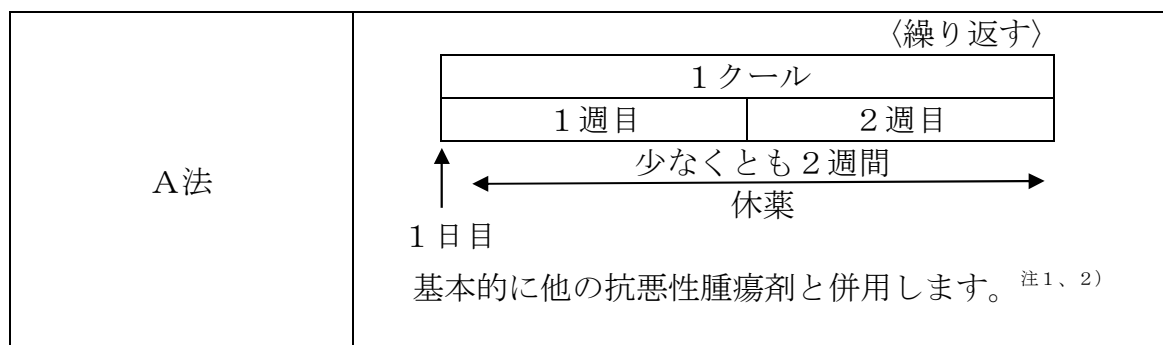 〈繰り返す〉
1クール
1週目 2週目
A法
少なくとも2週間
休薬
1日目
基本的に他の抗悪性腫瘍剤と併用します。注1、2)